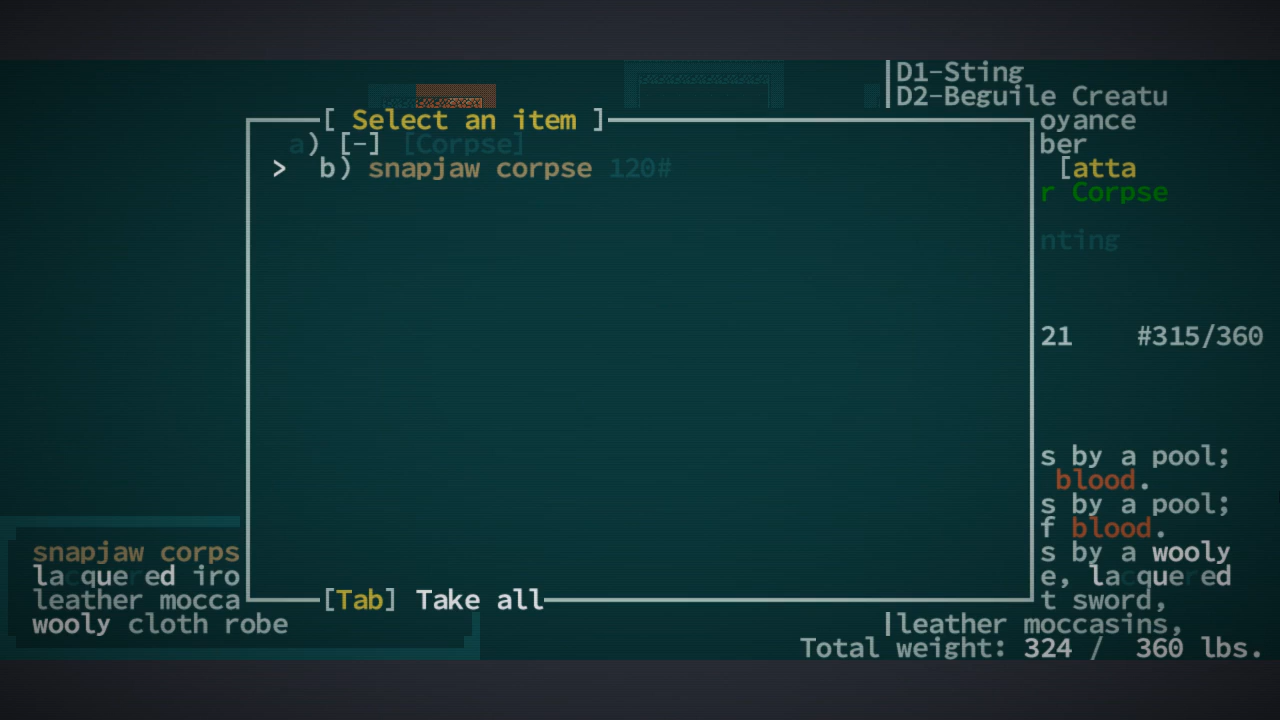 D1-Sting
D2-Beguile Creatu
[ Select an item ]
oyance
a) [-] [Corpse]
ber
> b) snapjaw corpse 120#
[atta
r Corpse
nting
21 #315/360
s by a pool;
blood.
s by a pool;
f blood.
snapjaw corps
s by a wooly
lacquered iro
e, lacquered
leather mocca
[Tab] Take all
t sword,
wooly cloth robe
leather moccasins,
Total weight: 324 / 360 lbs.